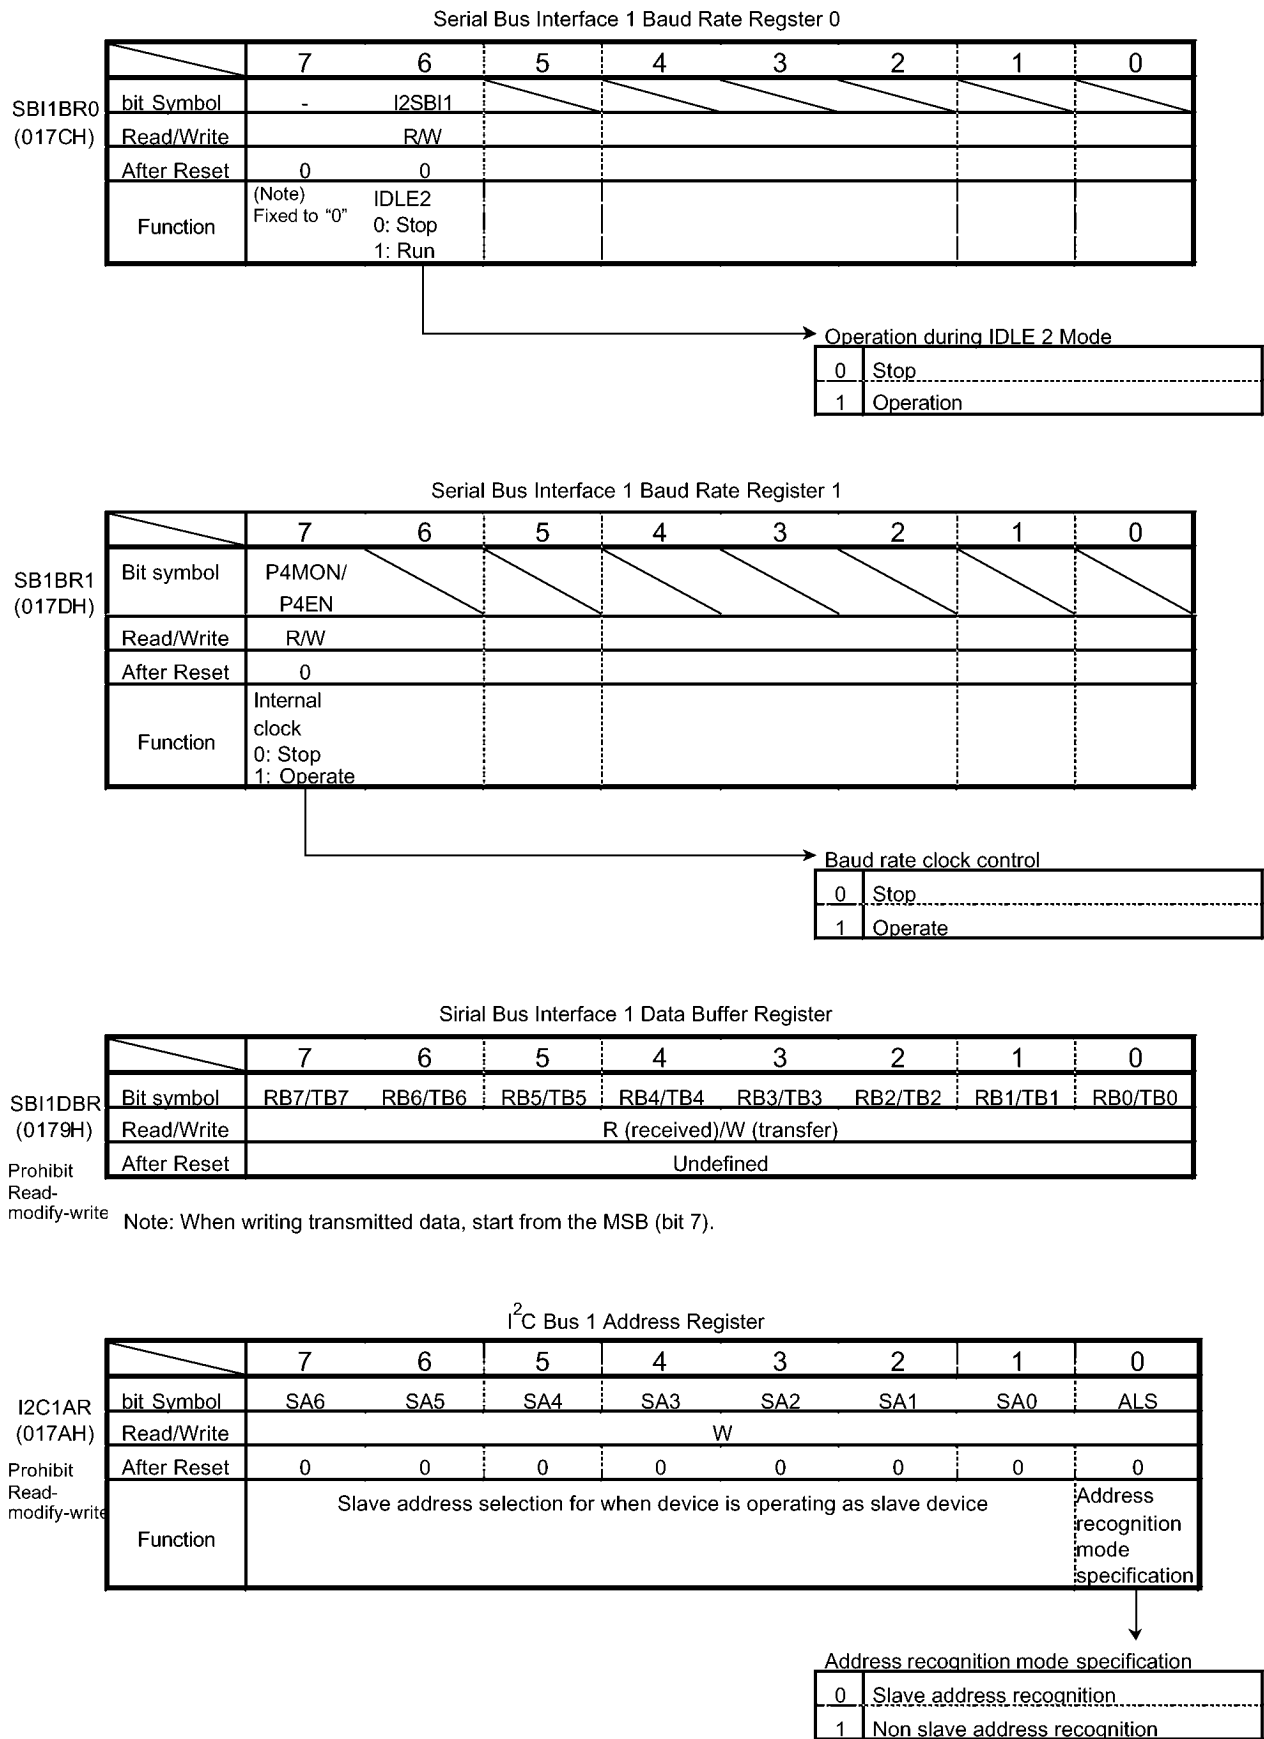 Serial Bus Interface 1 Baud Rate Regster 0
7 6 5 4 3 2 1 0
SBI1BR0
(017CH)
bit Symbol - I2SBI1
Read/Write R/W
After Reset 0 0
Function
(Note)
Fixed to “0”
IDLE2
0: Stop
1: Run
Operation during IDLE 2 Mode
0 Stop
1 Operation
Serial Bus Interface 1 Baud Rate Register 1
7 6 5 4 3 2 1 0
SB1BR1
(017DH)
Bit symbol P4MON/
P4EN
Read/Write R/W
After Reset 0
Function
Internal
clock
0: Stop
1: Operate
Baud rate clock control
0 Stop
1 Operate
Sirial Bus Interface 1 Data Buffer Register
7 6 5 4 3 2 1 0
SBI1DBR
(0179H)
Prohibit
Read-
modify-write
Bit symbol RB7/TB7 RB6/TB6 RB5/TB5 RB4/TB4 RB3/TB3 RB2/TB2 RB1/TB1 RB0/TB0
Read/Write R (received)/W (transfer)
After Reset Undefined
Note: When writing transmitted data, start from the MSB (bit 7).
I2C Bus 1 Address Register
7 6 5 4 3 2 1 0
I2C1AR
(017AH)
Prohibit
Read-
modify-write
bit Symbol SA6 SA5 SA4 SA3 SA2 SA1 SA0 ALS
Read/Write W
After Reset 0 0 0 0 0 0 0 0
Function
Slave address selection for when device is operating as slave device
Address
recognition
mode
specification
Address recognition mode specification
0 Slave address recognition
1 Non slave address recognition